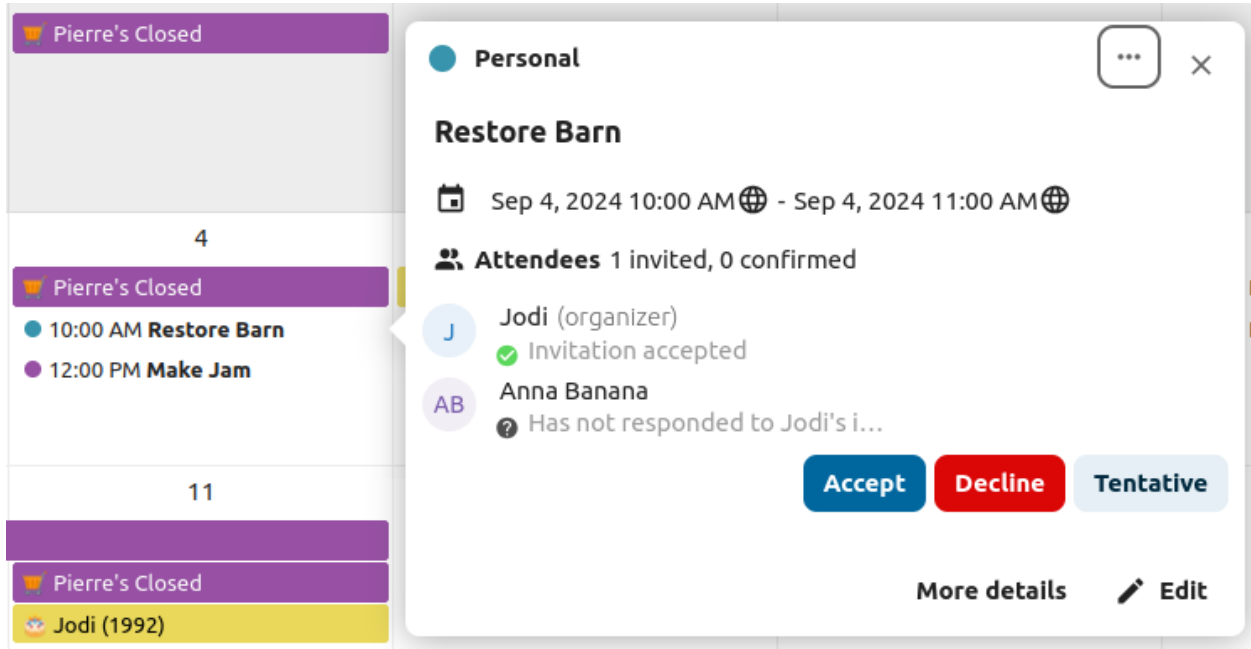 Pierre's Closed
4
Pierre's Closed
10:00 AM Restore Barn
12:00 PM Make Jam
11
Pierre's Closed
Jodi (1992)
Personal
Restore Barn
Sep 4, 2024 10:00 AM - Sep 4, 2024 11:00 AM
Attendees 1 invited, 0 confirmed
J
Jodi (organizer)
Invitation accepted
AB
Anna Banana
Has not responded to Jodi's i…
Accept Decline Tentative
More details Edit